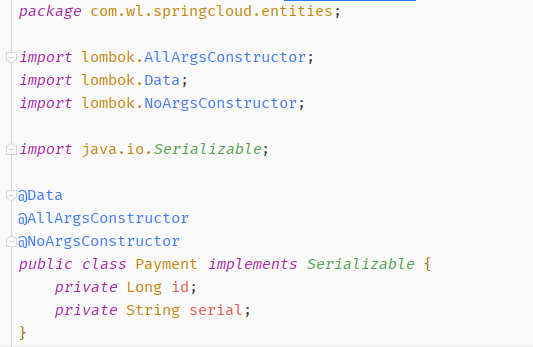 package com.wl.springcloud.entities;
import lombok.AllArgsConstructor;
import lombok.Data;
import lombok.NoArgsConstructor;
import java.io.Serializable;
@Data
@AllArgsConstructor
@NoArgsConstructor
public class Payment implements Serializable {
    private Long id;
    private String serial;
}